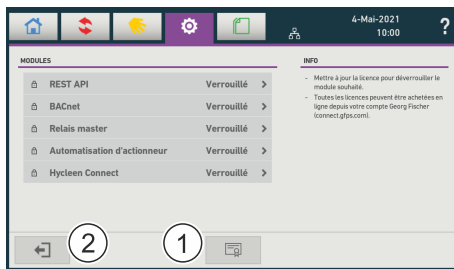 4-Mai-2021
10:00
?
MODULES
REST API Verrouillé >
BACnet Verrouillé >
Relais master Verrouillé >
Automatisation d'actionneur Verrouillé >
Hycleen Connect Verrouillé >
INFO
- Mettre à jour la licence pour déverrouiller le
module souhaité.
- Toutes les licences peuvent être achetées en
ligne depuis votre compte Georg Fischer
(connect.gfps.com).
2
1